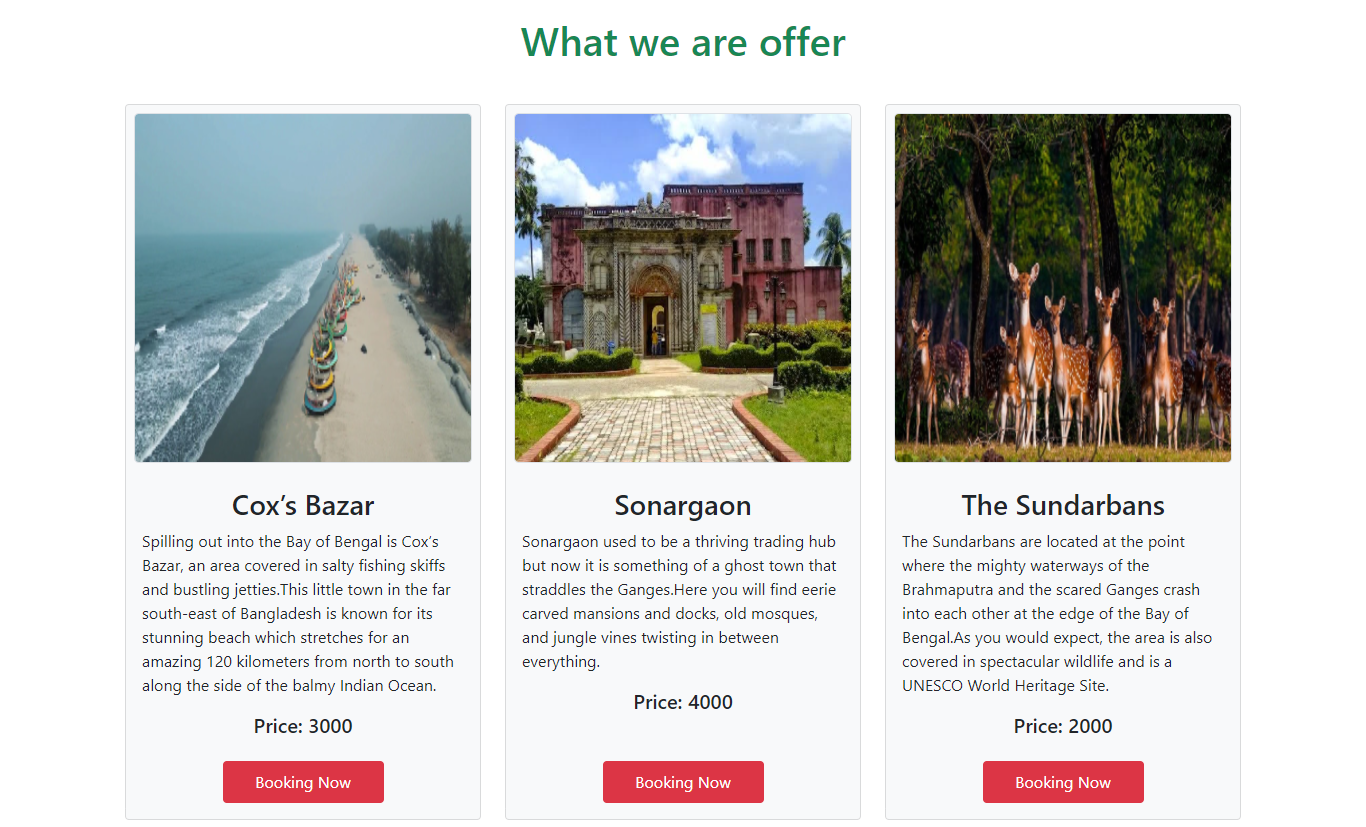 What we are offer
Cox’s Bazar
Spilling out into the Bay of Bengal is Cox’s
Bazar, an area covered in salty fishing skiffs
and bustling jetties.This little town in the far
south-east of Bangladesh is known for its
stunning beach which stretches for an
amazing 120 kilometers from north to south
along the side of the balmy Indian Ocean.
Price: 3000
Booking Now
Sonargaon
Sonargaon used to be a thriving trading hub
but now it is something of a ghost town that
straddles the Ganges.Here you will find eerie
carved mansions and docks, old mosques,
and jungle vines twisting in between
everything.
Price: 4000
Booking Now
The Sundarbans
The Sundarbans are located at the point
where the mighty waterways of the
Brahmaputra and the scared Ganges crash
into each other at the edge of the Bay of
Bengal.As you would expect, the area is also
covered in spectacular wildlife and is a
UNESCO World Heritage Site.
Price: 2000
Booking Now